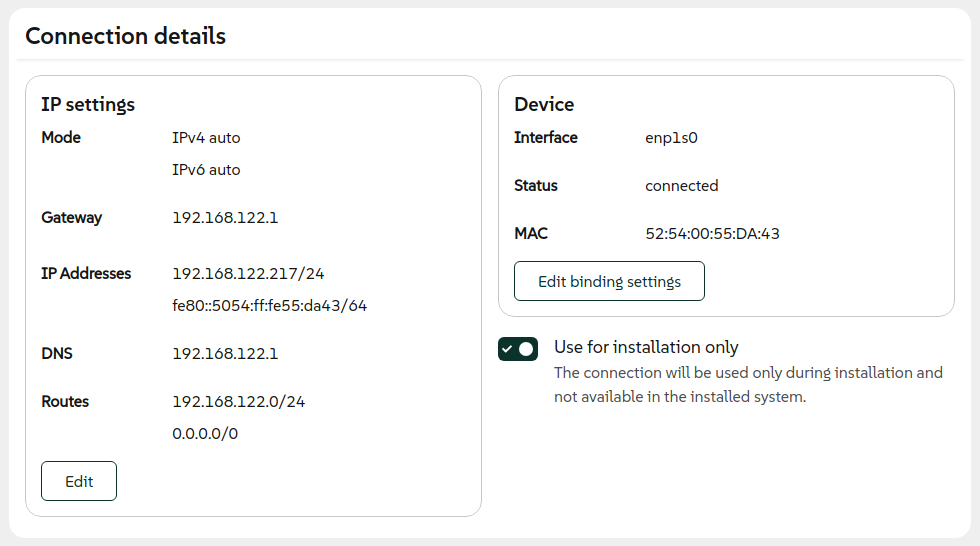 Connection details
IP settings
Mode IPv4 auto
IPv6 auto
Gateway 192.168.122.1
IP Addresses 192.168.122.217/24
fe80::5054:ff:fe55:da43/64
DNS 192.168.122.1
Routes 192.168.122.0/24
0.0.0.0/0
Edit
Device
Interface enp1s0
Status connected
MAC 52:54:00:55:DA:43
Edit binding settings
Use for installation only
The connection will be used only during installation and
not available in the installed system.